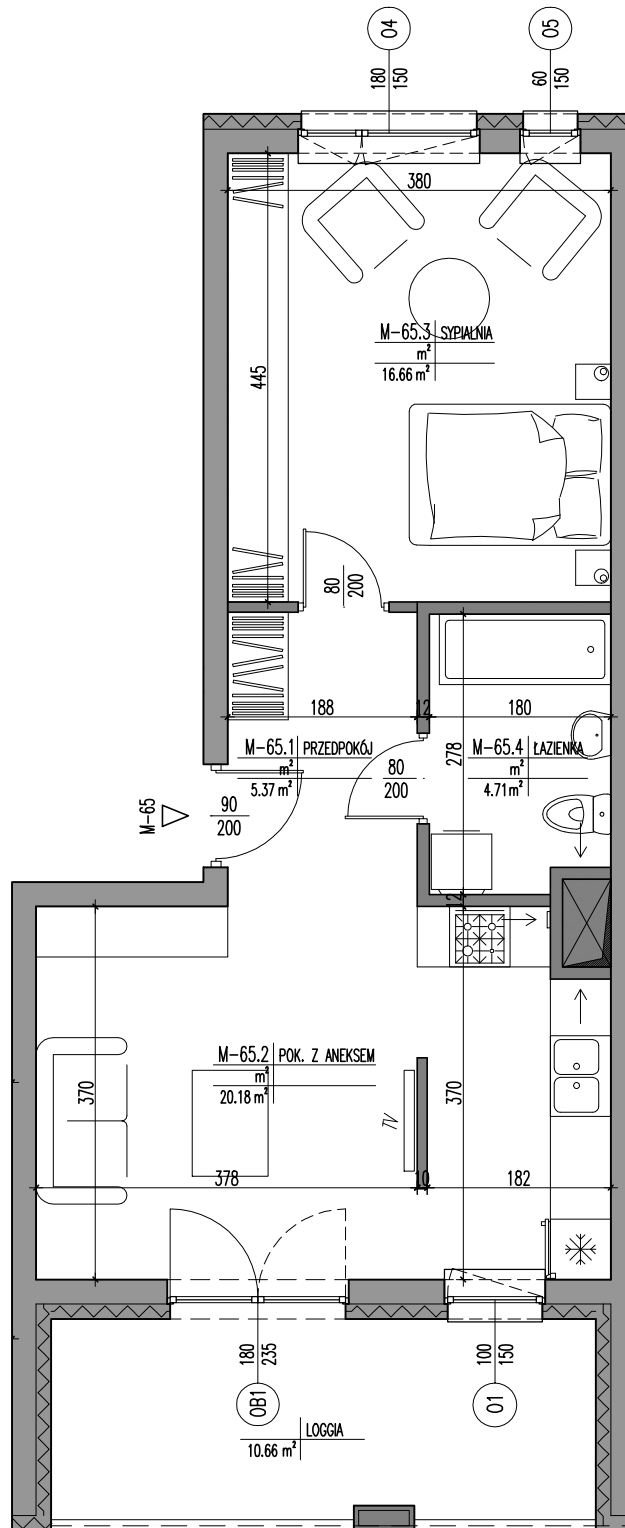 04
05
180
150
60
150
380
M-65.3 SYPIALNIA
m²
16.66 m²
445
80
200
188
12
180
M-65.1 PRZEDPOKÓJ
m²
5.37 m²
80
200
278
M-65.4 ŁAZIENKA
m²
4.71 m²
M-65
90
200
12
M-65.2 POK. Z ANEKSEM
m²
20.18 m²
370
TV
370
378
10
182
180
235
100
150
OB1
01
LOGGIA
10.66 m²